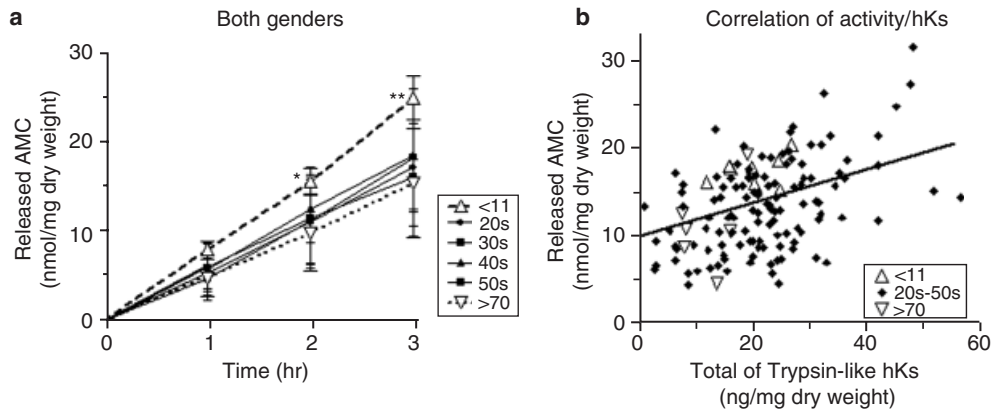 a
Both genders
Released AMC
(nmol/mg dry weight)
30
20
10
0
0
1
2
3
Time (hr)
*
**
<11
20s
30s
40s
50s
>70
b
Correlation of activity/hKs
Released AMC
(nmol/mg dry weight)
30
20
10
0
0
20
40
60
Total of Trypsin-like hKs
(ng/mg dry weight)
<11
20s-50s
>70